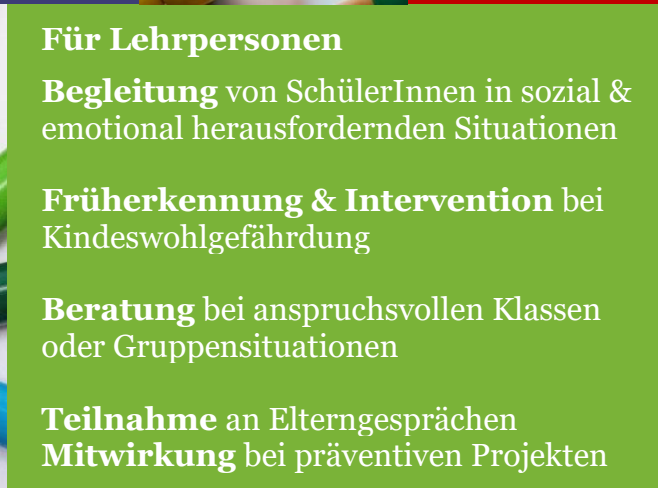 Für Lehrpersonen
Begleitung von SchülerInnen in sozial &
emotional herausfordernden Situationen
Früherkennung & Intervention bei
Kindeswohlgefährdung
Beratung bei anspruchsvollen Klassen
oder Gruppensituationen
Teilnahme an Elterngesprächen
Mitwirkung bei präventiven Projekten